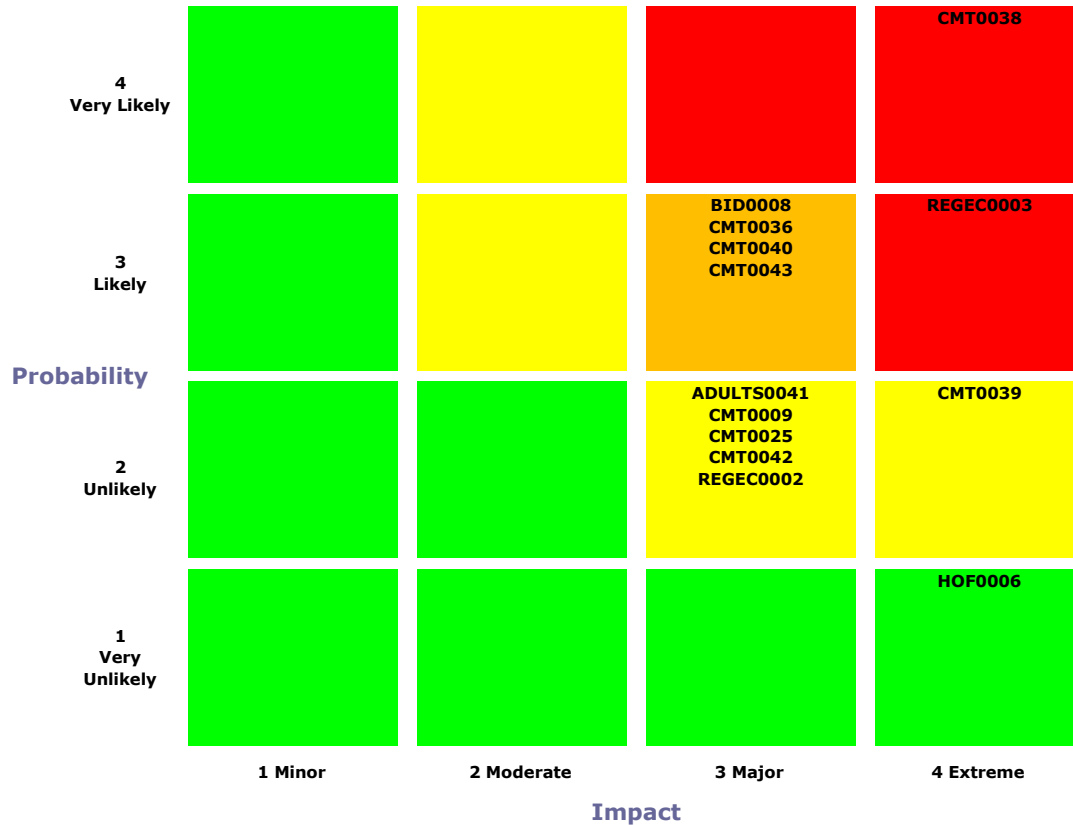 CMT0038
4
Very Likely
BID0008
CMT0036
CMT0040
CMT0043
REGEC0003
3
Likely
Probability
ADULTS0041
CMT0009
CMT0025
CMT0042
REGEC0002
CMT0039
2
Unlikely
HOF0006
1
Very
Unlikely
1 Minor
2 Moderate
3 Major
4 Extreme
Impact